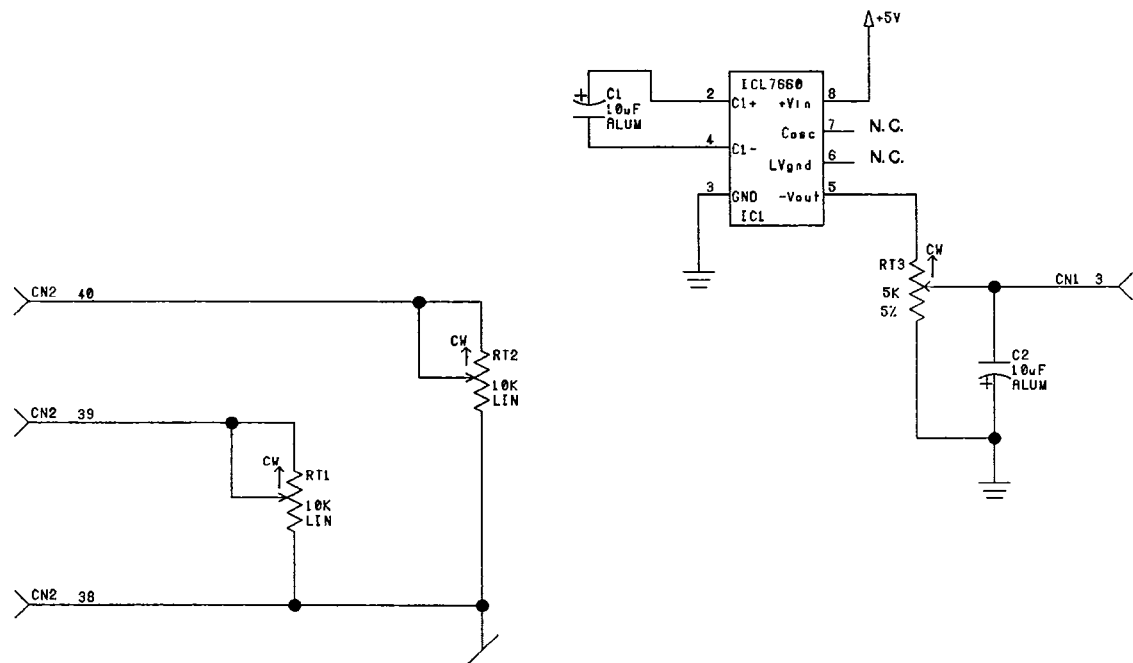 +5V
ICL7660
C1
10uF
ALUM
2 C1+ +Vin 8
Cosc 7 N.C.
4 C1-
LVgnd 6 N.C.
3 GND -Vout 5
IC1
CW
RT3
5K
5%
CN1 3
C2
10uF
ALUM
CN2 40
CW
RT2
10K
LIN
CN2 39
CW
RT1
10K
LIN
CN2 38